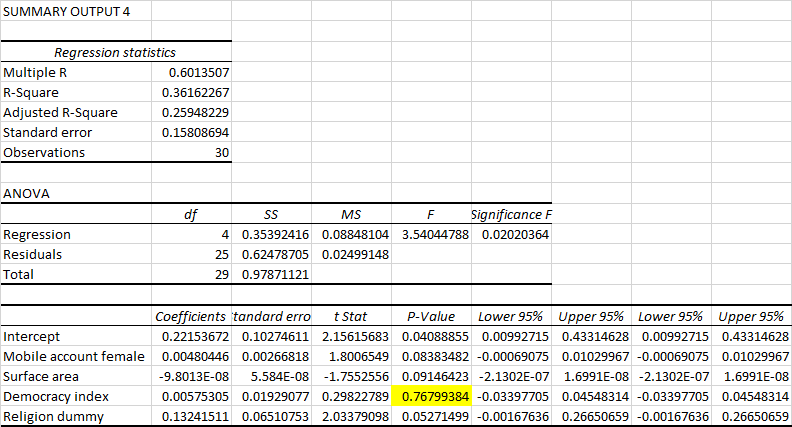 SUMMARY OUTPUT 4
Regression statistics
Multiple R 0.6013507
R-Square 0.36162267
Adjusted R-Square 0.25948229
Standard error 0.15808694
Observations 30
ANOVA
df SS MS F Significance F
Regression 4 0.35392416 0.08848104 3.54044788 0.02020364
Residuals 25 0.62478705 0.02499148
Total 29 0.97871121
Coefficients tandard erro t Stat P-Value Lower 95% Upper 95% Lower 95% Upper 95%
Intercept 0.22153672 0.10274611 2.15615683 0.04088855 0.00992715 0.43314628 0.00992715 0.43314628
Mobile account female 0.00480446 0.00266818 1.8006549 0.08383482 -0.00069075 0.01029967 -0.00069075 0.01029967
Surface area -9.8013E-08 5.584E-08 -1.7552556 0.09146423 -2.1302E-07 1.6991E-08 -2.1302E-07 1.6991E-08
Democracy index 0.00575305 0.01929077 0.29822789 0.76799384 -0.03397705 0.04548314 -0.03397705 0.04548314
Religion dummy 0.13241511 0.06510753 2.03379098 0.05271499 -0.00167636 0.26650659 -0.00167636 0.26650659